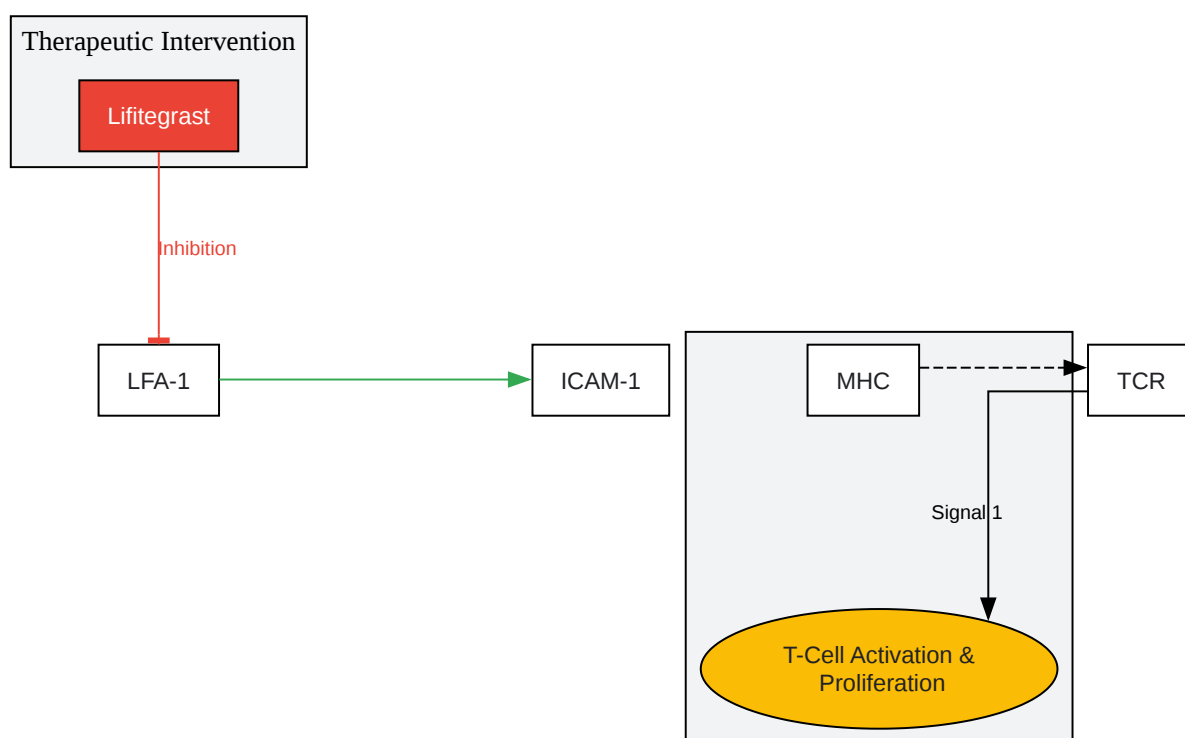 Therapeutic Intervention
Lifitegrast
Inhibition
LFA-1
ICAM-1
MHC
TCR
Signal 1
T-Cell Activation &
Proliferation